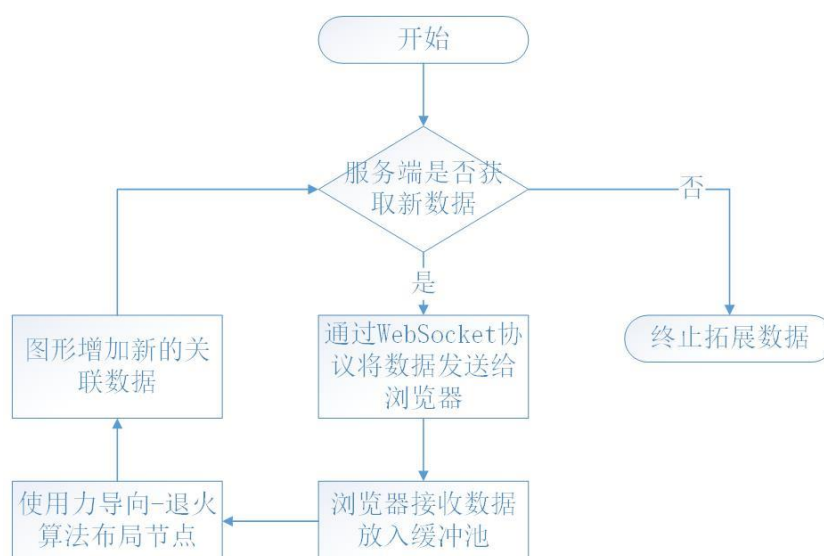 开始
服务端是否获
取新数据
否
是
图形增加新的关
联数据
通过WebSocket协
议将数据发送给
浏览器
终止拓展数据
使用力导向-退火
算法布局节点
浏览器接收数据
放入缓冲池